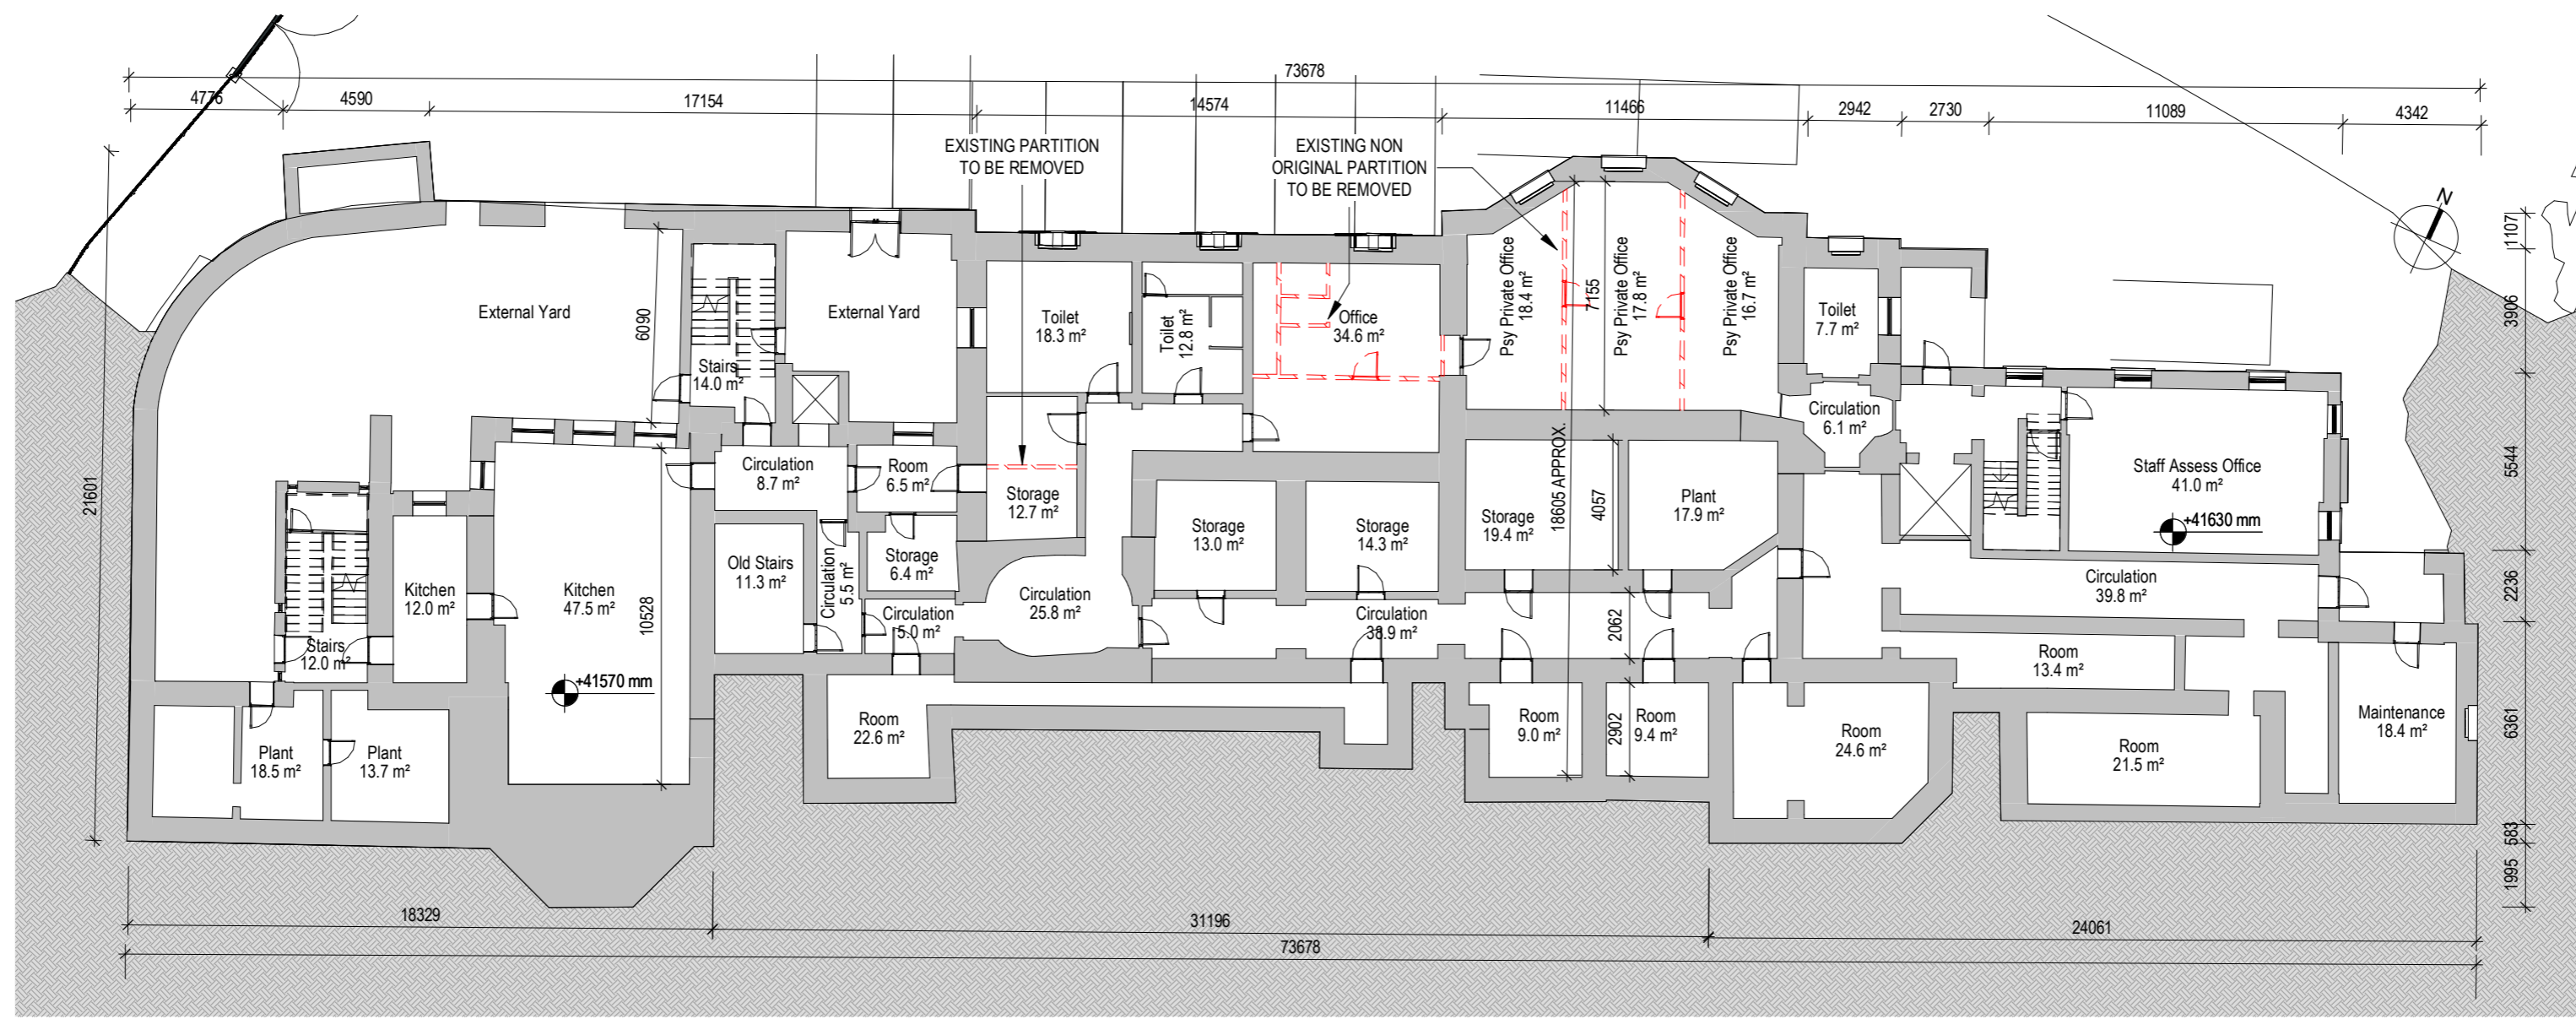 73678
4776
4590
17154
14574
11466
2942
2730
11089
4342
EXISTING PARTITION
TO BE REMOVED
EXISTING NON
ORIGINAL PARTITION
TO BE REMOVED
N
1107
3906
5544
2236
6361
583
1995
21601
External Yard
6090
Stairs
14.0 m²
External Yard
Toilet
18.3 m²
Toilet
12.8 m²
Office
34.6 m²
Psy Private Office
18.4 m²
7155
Psy Private Office
17.8 m²
Psy Private Office
16.7 m²
Toilet
7.7 m²
Circulation
6.1 m²
Staff Assess Office
41.0 m²
+41630 mm
Circulation
8.7 m²
Room
6.5 m²
Storage
12.7 m²
Storage
6.4 m²
Old Stairs
11.3 m²
Circulation
5.5 m²
Circulation
5.0 m²
Circulation
25.8 m²
Storage
13.0 m²
Storage
14.3 m²
Storage
19.4 m²
18605 APPROX.
4057
Plant
17.9 m²
Circulation
38.9 m²
2062
Circulation
39.8 m²
Kitchen
12.0 m²
Kitchen
47.5 m²
10528
Stairs
12.0 m²
+41570 mm
Plant
18.5 m²
Plant
13.7 m²
Room
22.6 m²
Room
9.0 m²
2902
Room
9.4 m²
Room
24.6 m²
Room
13.4 m²
Room
21.5 m²
Maintenance
18.4 m²
18329
31196
24061
73678